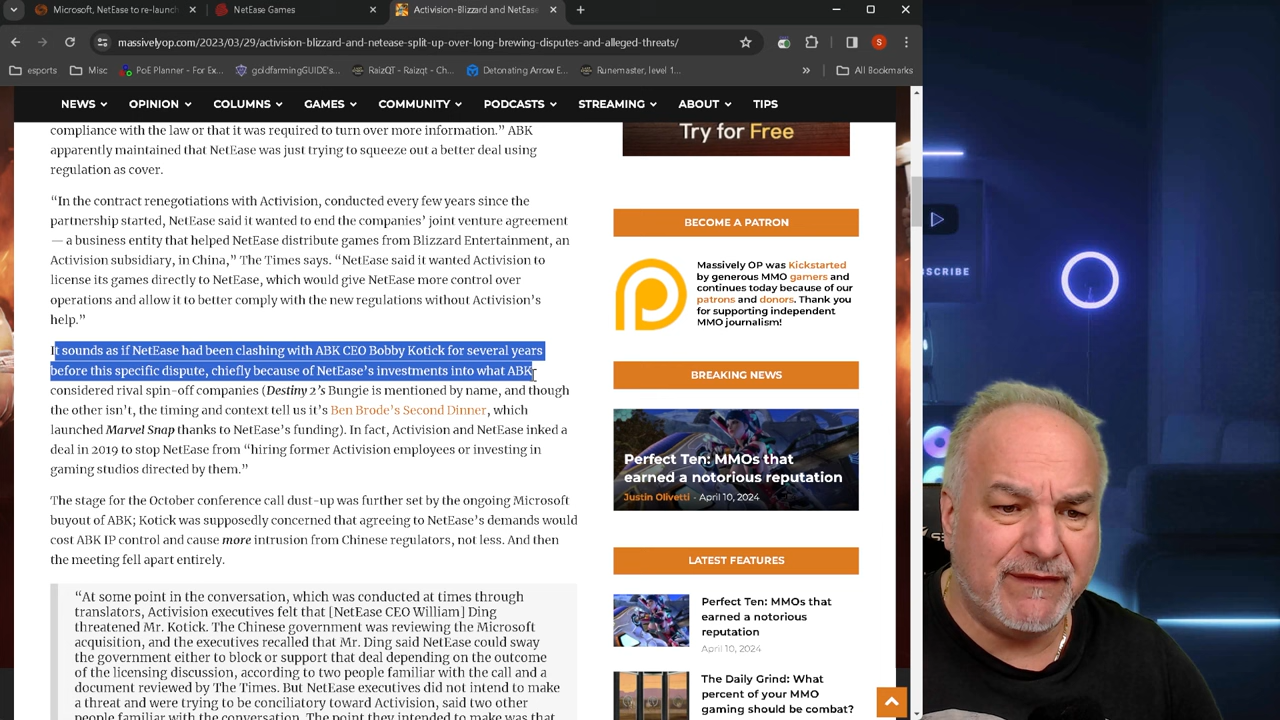 Microsoft, NetEase to re-launch
NetEase Games
Activision-Blizzard and NetEase
massivelyop.com/2023/03/29/activision-blizzard-and-netease-split-up-over-long-brewing-disputes-and-alleged-threats/
S
esports
Misc
PoE Planner - For Ex...
goldfarmingGUIDE's...
RaizQT - Raizqt - Ch...
Detonating Arrow E...
Runemaster, level 1...
All Bookmarks
NEWS
OPINION
COLUMNS
GAMES
COMMUNITY
PODCASTS
STREAMING
ABOUT
TIPS
compliance with the law or that it was required to turn over more information.” ABK
apparently maintained that NetEase was just trying to squeeze out a better deal using
regulation as cover.
“In the contract renegotiations with Activision, conducted every few years since the
partnership started, NetEase said it wanted to end the companies’ joint venture agreement
— a business entity that helped NetEase distribute games from Blizzard Entertainment, an
Activision subsidiary, in China,” The Times says. “NetEase said it wanted Activision to
license its games directly to NetEase, which would give NetEase more control over
operations and allow it to better comply with the new regulations without Activision’s
help.”
It sounds as if NetEase had been clashing with ABK CEO Bobby Kotick for several years
before this specific dispute, chiefly because of NetEase’s investments into what ABK
considered rival spin-off companies (Destiny 2’s Bungie is mentioned by name, and though
the other isn’t, the timing and context tell us it’s Ben Brode’s Second Dinner, which
launched Marvel Snap thanks to NetEase’s funding). In fact, Activision and NetEase inked a
deal in 2019 to stop NetEase from “hiring former Activision employees or investing in
gaming studios directed by them.”
The stage for the October conference call dust-up was further set by the ongoing Microsoft
buyout of ABK; Kotick was supposedly concerned that agreeing to NetEase’s demands would
cost ABK IP control and cause more intrusion from Chinese regulators, not less. And then
the meeting fell apart entirely.
“At some point in the conversation, which was conducted at times through
translators, Activision executives felt that [NetEase CEO William] Ding
threatened Mr. Kotick. The Chinese government was reviewing the Microsoft
acquisition, and the executives recalled that Mr. Ding said NetEase could sway
the government either to block or support that deal depending on the outcome
of the licensing discussion, according to two people familiar with the call and a
document reviewed by The Times. But NetEase executives did not intend to make
a threat and were trying to be conciliatory toward Activision, said two other
people familiar with the conversation. The point they intended to make was that
Try for Free
BECOME A PATRON
Massively OP was Kickstarted
by generous MMO gamers and
continues today because of our
patrons and donors. Thank you
for supporting independent
MMO journalism!
BREAKING NEWS
Perfect Ten: MMOs that
earned a notorious reputation
Justin Olivetti - April 10, 2024
LATEST FEATURES
Perfect Ten: MMOs that
earned a notorious
reputation
April 10, 2024
The Daily Grind: What
percent of your MMO
gaming should be combat?
SCRIBE